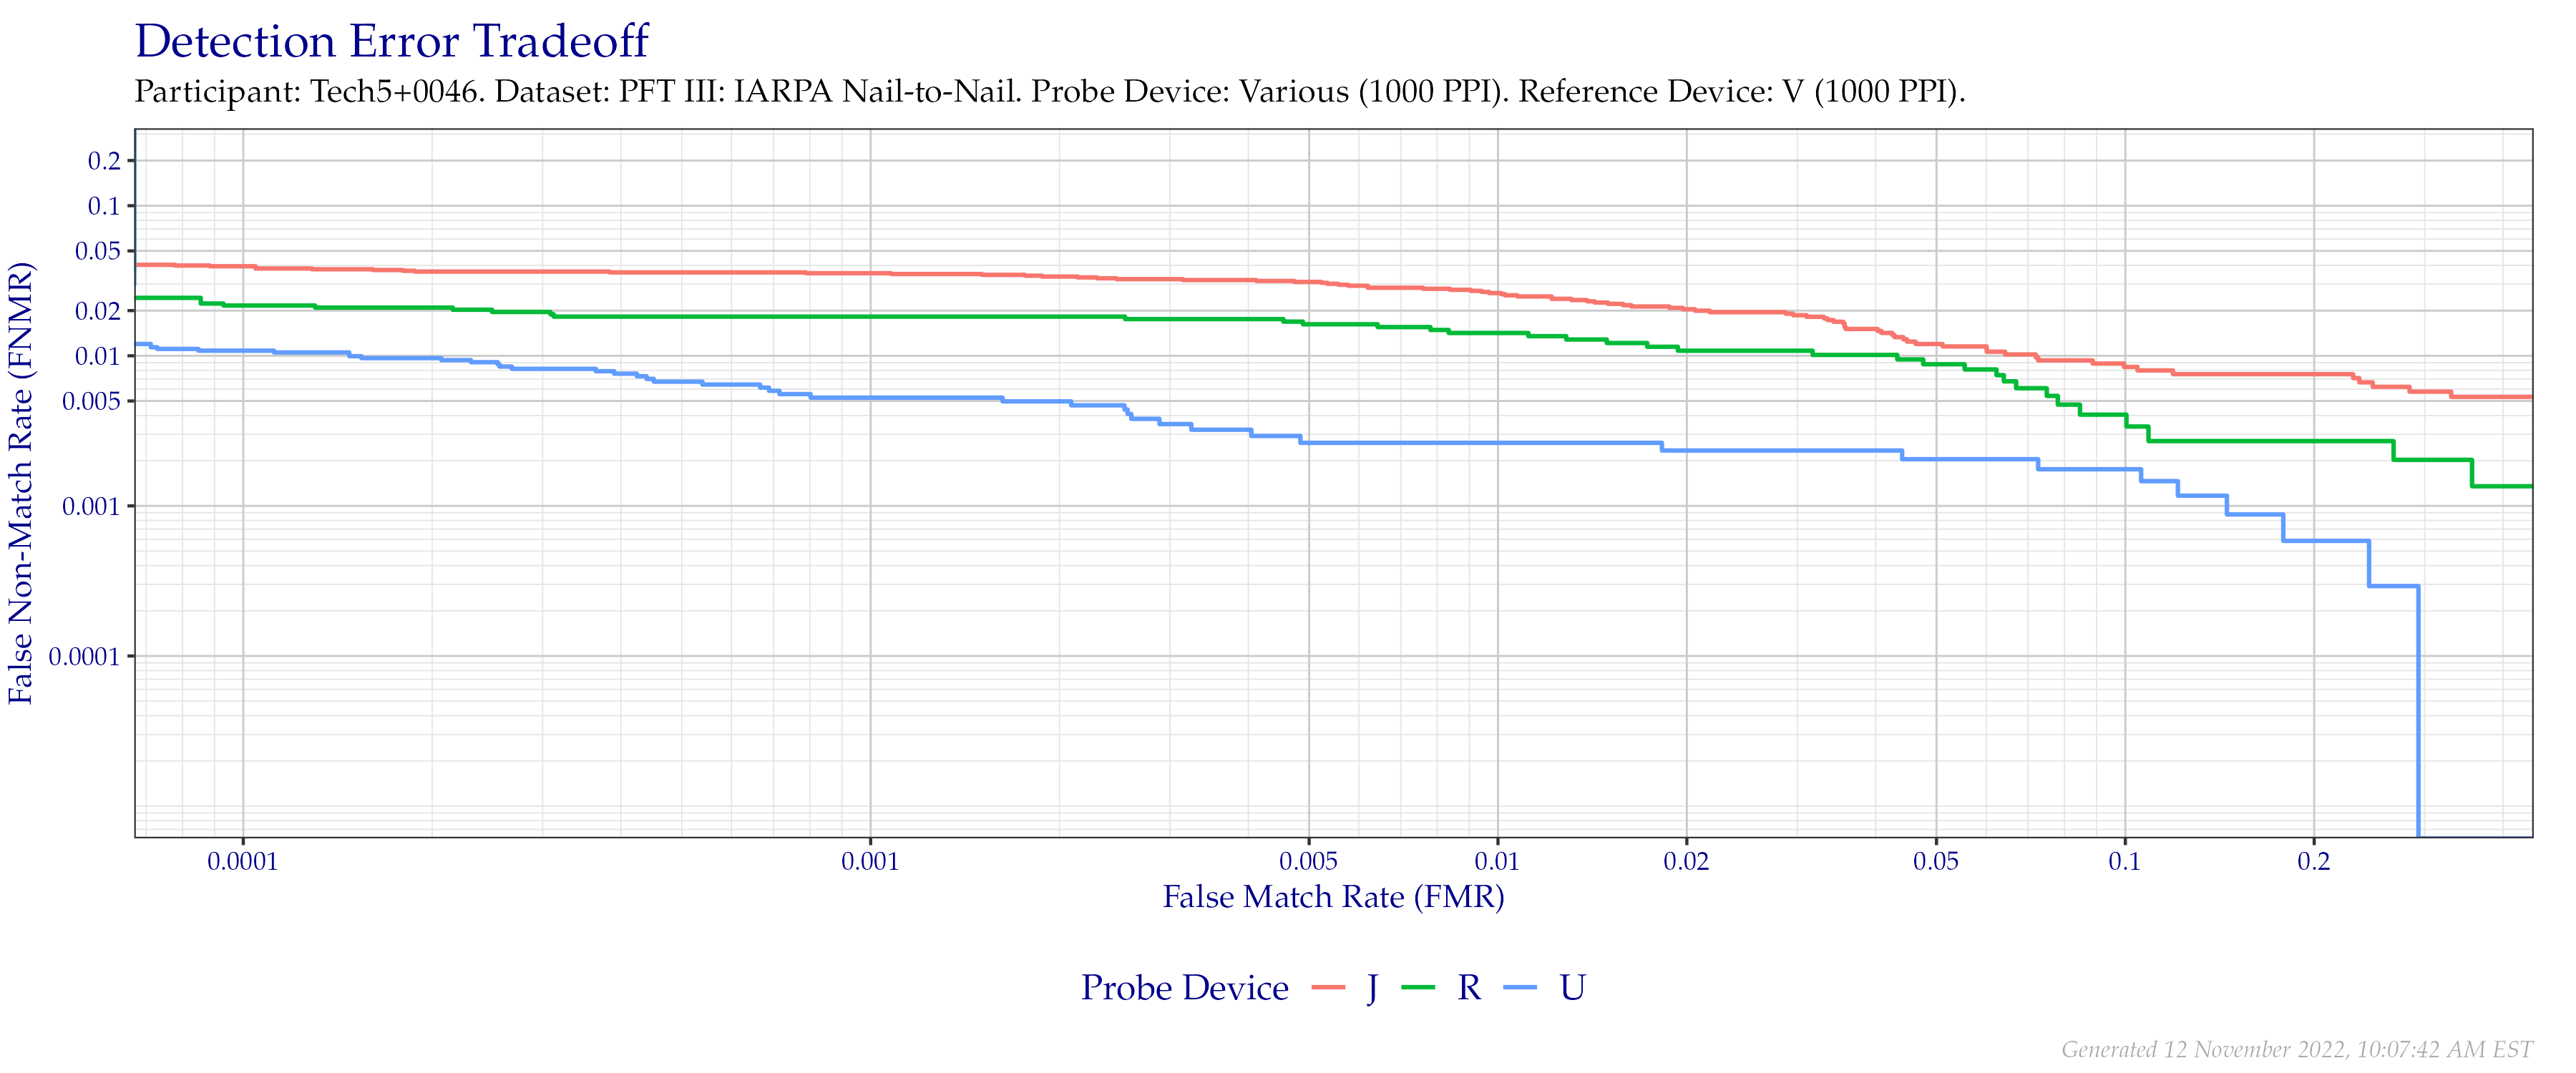 Detection Error Tradeoff
Participant: Tech5+0046. Dataset: PFT III: IARPA Nail-to-Nail. Probe Device: Various (1000 PPI). Reference Device: V (1000 PPI).
False Non-Match Rate (FNMR)
0.2
0.1
0.05
0.02
0.01
0.005
0.001
0.0001
0.0001 0.001 0.005 0.01 0.02 0.05 0.1 0.2
False Match Rate (FMR)
Probe Device J R U
Generated 12 November 2022, 10:07:42 AM EST